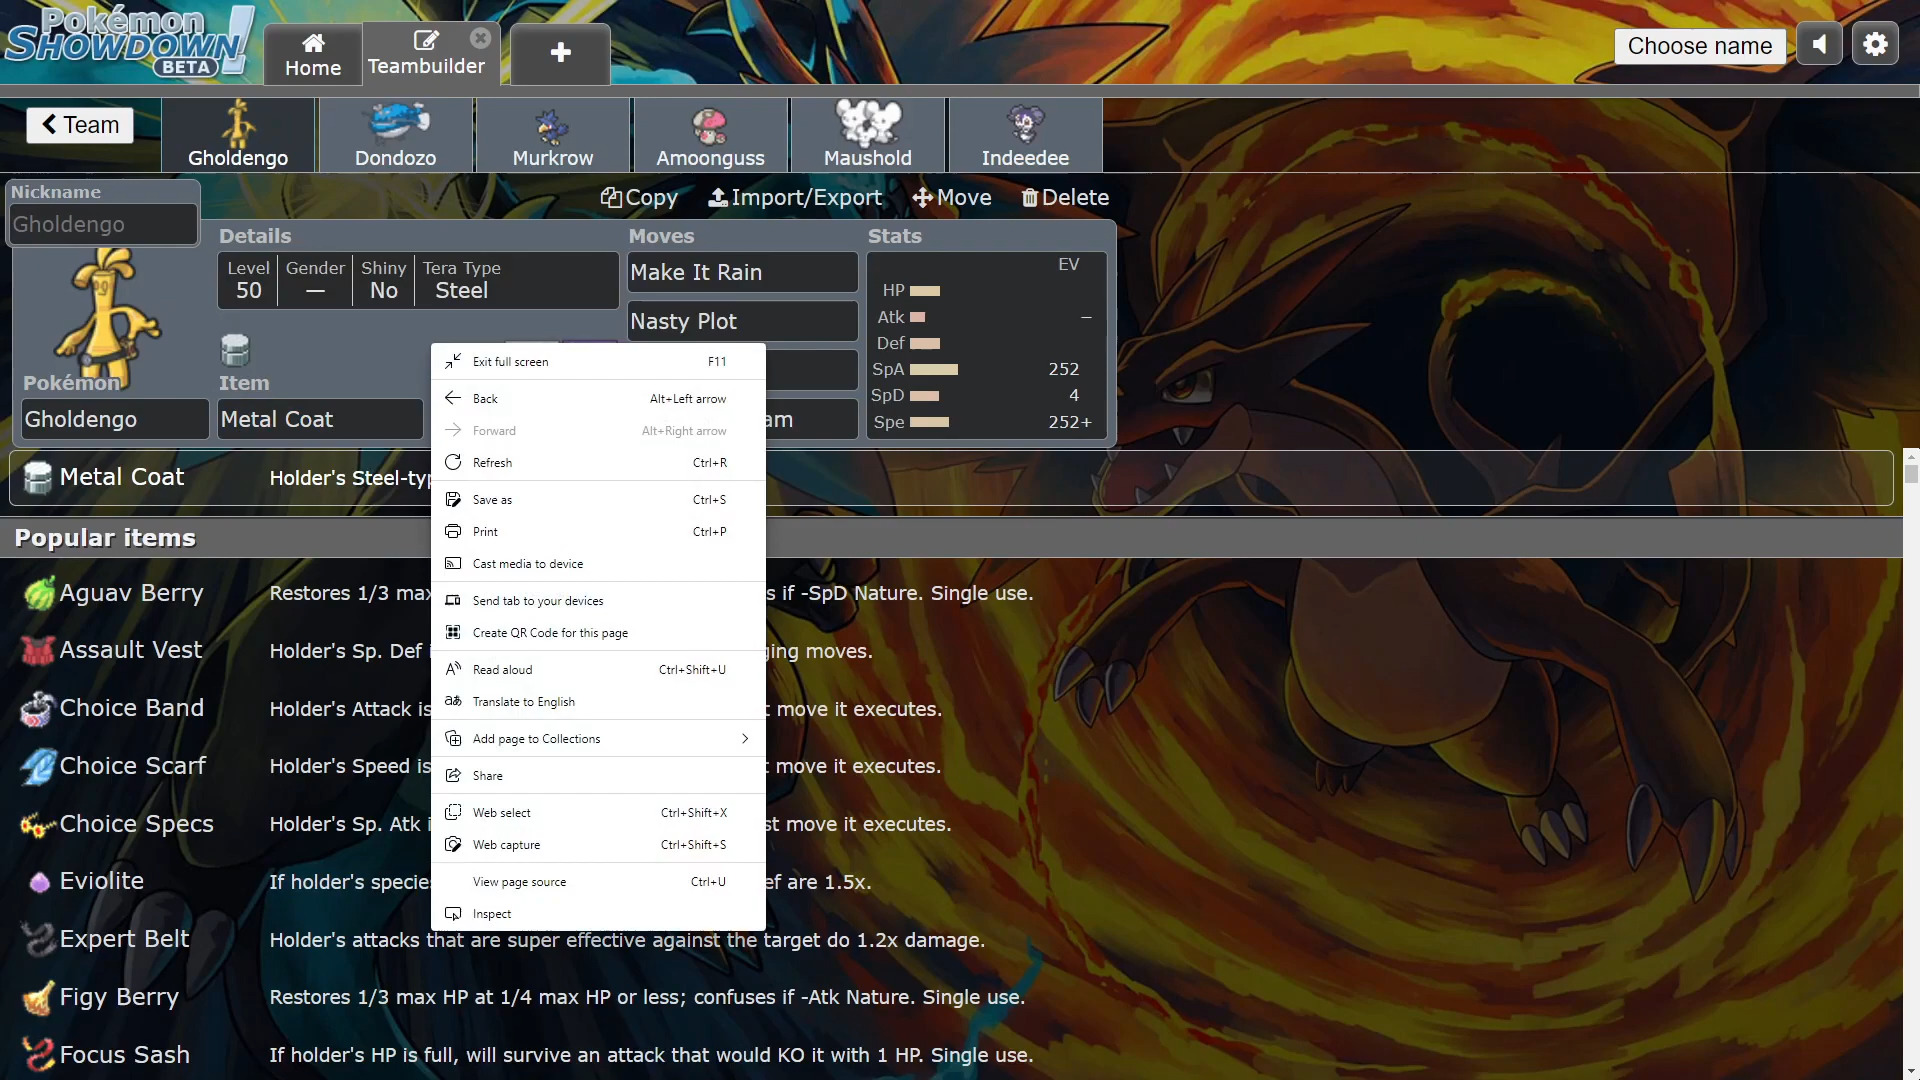 Pokémon
SHOWDOWN!
BETA
Home
Teambuilder
Choose name
Team
Gholdengo
Dondozo
Murkrow
Amoonguss
Maushold
Indeedee
Copy
Import/Export
Move
Delete
Nickname
Gholdengo
Details
Level
50
Gender
—
Shiny
No
Tera Type
Steel
Moves
Make It Rain
Nasty Plot
am
Stats
EV
HP
Atk –
Def
SpA 252
SpD 4
Spe 252+
Pokémon
Gholdengo
Item
Metal Coat
Metal Coat Holder's Steel-typ
Popular items
Aguav Berry Restores 1/3 max s if -SpD Nature. Single use.
Assault Vest Holder's Sp. Def i ging moves.
Choice Band Holder's Attack is t move it executes.
Choice Scarf Holder's Speed is t move it executes.
Choice Specs Holder's Sp. Atk i st move it executes.
Eviolite If holder's species ef are 1.5x.
Expert Belt Holder's attacks that are super effective against the target do 1.2x damage.
Figy Berry Restores 1/3 max HP at 1/4 max HP or less; confuses if -Atk Nature. Single use.
Focus Sash If holder's HP is full, will survive an attack that would KO it with 1 HP. Single use.
Exit full screen F11
Back Alt+Left arrow
Forward Alt+Right arrow
Refresh Ctrl+R
Save as Ctrl+S
Print Ctrl+P
Cast media to device
Send tab to your devices
Create QR Code for this page
Read aloud Ctrl+Shift+U
Translate to English
Add page to Collections
Share
Web select Ctrl+Shift+X
Web capture Ctrl+Shift+S
View page source Ctrl+U
Inspect